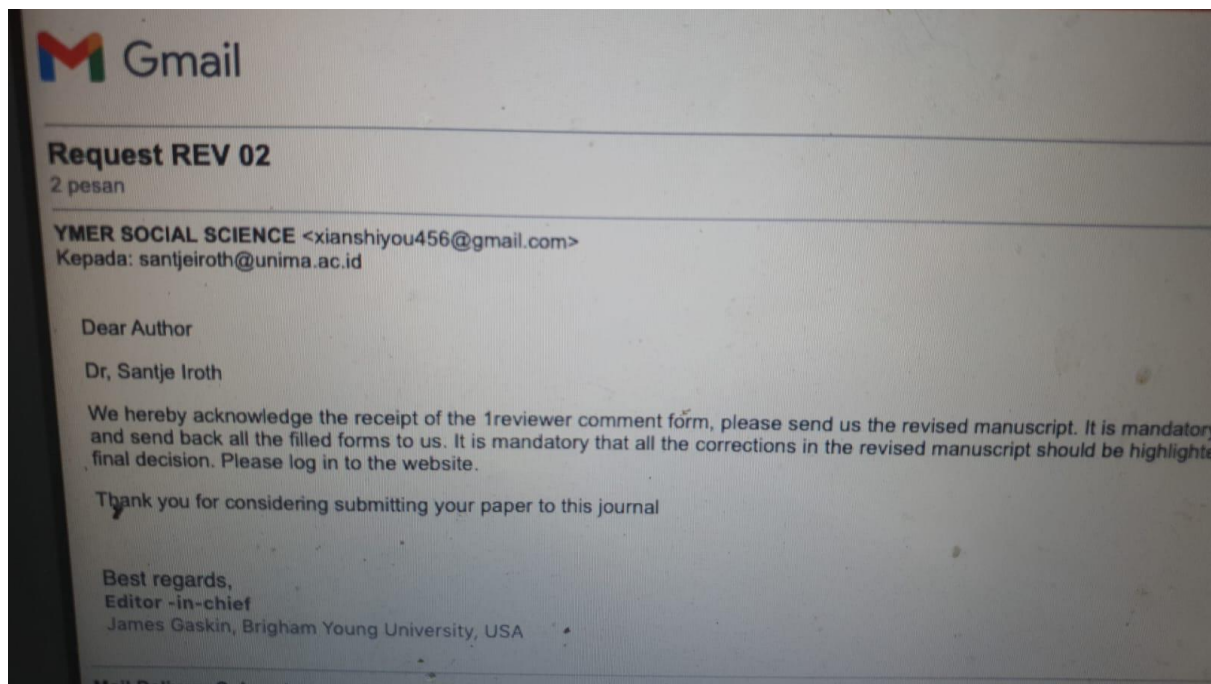 Gmail
Request REV 02
2 pesan
YMER SOCIAL SCIENCE <xianshiyou456@gmail.com>
Kepada: santjeiroth@unima.ac.id
Dear Author
Dr, Santje Iroth
We hereby acknowledge the receipt of the 1reviewer comment form, please send us the revised manuscript. It is mandatory
and send back all the filled forms to us. It is mandatory that all the corrections in the revised manuscript should be highlighte
final decision. Please log in to the website.
Thank you for considering submitting your paper to this journal
Best regards,
Editor -in-chief
James Gaskin, Brigham Young University, USA